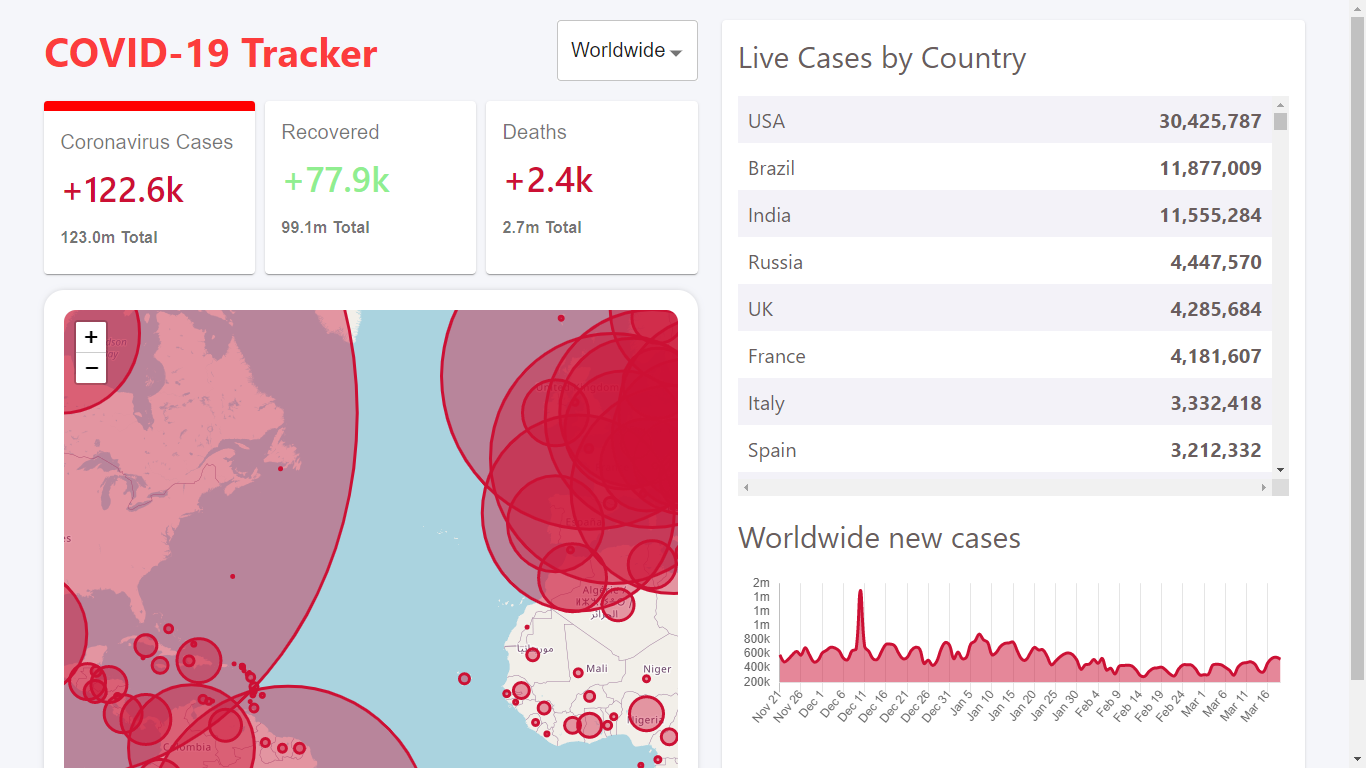 COVID-19 Tracker
Worldwide
Coronavirus Cases
+122.6k
123.0m Total
Recovered
+77.9k
99.1m Total
Deaths
+2.4k
2.7m Total
+
−
España
Algérie /
الجزائر
موريتانيا
Mali
Niger
Nigeria
Colombia
Live Cases by Country
USA 30,425,787
Brazil 11,877,009
India 11,555,284
Russia 4,447,570
UK 4,285,684
France 4,181,607
Italy 3,332,418
Spain 3,212,332
Worldwide new cases
2m
1m
1m
1m
800k
600k
400k
200k
Nov 21
Nov 26
Dec 1
Dec 6
Dec 11
Dec 16
Dec 21
Dec 26
Dec 31
Jan 5
Jan 10
Jan 15
Jan 20
Jan 25
Jan 30
Feb 4
Feb 9
Feb 14
Feb 19
Feb 24
Mar 1
Mar 6
Mar 11
Mar 16